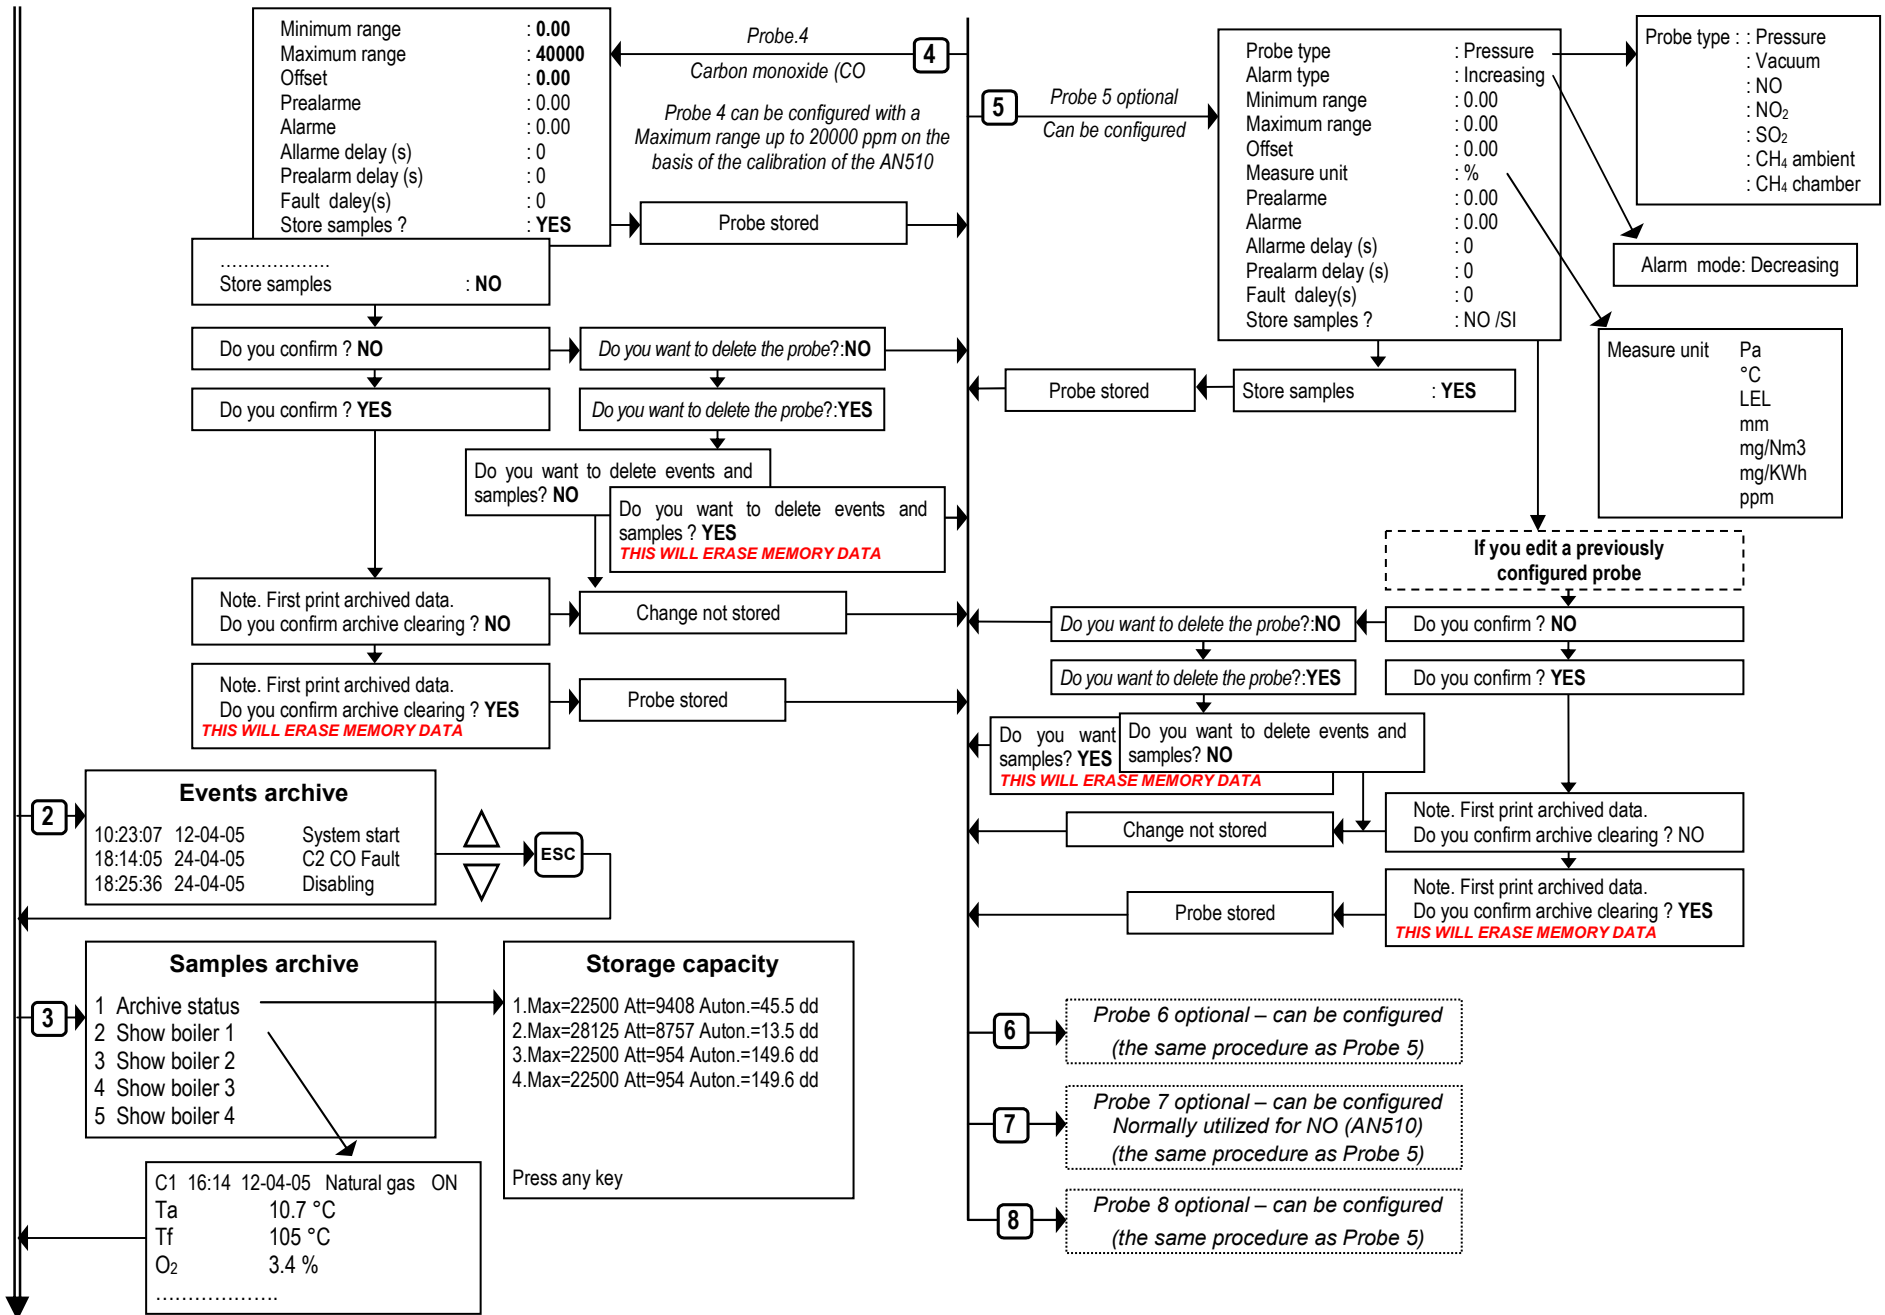 Minimum range : 0.00
Maximum range : 40000
Offset : 0.00
Prealarme : 0.00
Alarme : 0.00
Allarme delay (s) : 0
Prealarm delay (s) : 0
Fault daley(s) : 0
Store samples ? : YES
Probe.4
4
Carbon monoxide (CO
Probe 4 can be configured with a
Maximum range up to 20000 ppm on the
basis of the calibration of the AN510
Probe stored
...................
Store samples : NO
Do you confirm ? NO
Do you want to delete the probe?:NO
Do you confirm ? YES
Do you want to delete the probe?:YES
Do you want to delete events and
samples? NO
Do you want to delete events and
samples ? YES
THIS WILL ERASE MEMORY DATA
Note. First print archived data.
Do you confirm archive clearing ? NO
Change not stored
Note. First print archived data.
Do you confirm archive clearing ? YES
THIS WILL ERASE MEMORY DATA
Probe stored
5
Probe 5 optional
Can be configured
Probe type : Pressure
Alarm type : Increasing
Minimum range : 0.00
Maximum range : 0.00
Offset : 0.00
Measure unit : %
Prealarme : 0.00
Alarme : 0.00
Allarme delay (s) : 0
Prealarm delay (s) : 0
Fault daley(s) : 0
Store samples ? : NO /SI
Probe type : : Pressure
: Vacuum
: NO
: NO2
: SO2
: CH4 ambient
: CH4 chamber
Alarm mode: Decreasing
Measure unit Pa
°C
LEL
mm
mg/Nm3
mg/KWh
ppm
Probe stored
Store samples : YES
If you edit a previously
configured probe
Do you want to delete the probe?:NO
Do you confirm ? NO
Do you want to delete the probe?:YES
Do you confirm ? YES
Do you want
samples? YES
THIS WILL ERASE MEMORY DATA
Do you want to delete events and
samples? NO
Change not stored
Note. First print archived data.
Do you confirm archive clearing ? NO
Probe stored
Note. First print archived data.
Do you confirm archive clearing ? YES
THIS WILL ERASE MEMORY DATA
2
Events archive
10:23:07 12-04-05 System start
18:14:05 24-04-05 C2 CO Fault
18:25:36 24-04-05 Disabling
ESC
3
Samples archive
1 Archive status
2 Show boiler 1
3 Show boiler 2
4 Show boiler 3
5 Show boiler 4
Storage capacity
1.Max=22500 Att=9408 Auton.=45.5 dd
2.Max=28125 Att=8757 Auton.=13.5 dd
3.Max=22500 Att=954 Auton.=149.6 dd
4.Max=22500 Att=954 Auton.=149.6 dd
Press any key
C1 16:14 12-04-05 Natural gas ON
Ta 10.7 °C
Tf 105 °C
O2 3.4 %
...................
6
Probe 6 optional – can be configured
(the same procedure as Probe 5)
7
Probe 7 optional – can be configured
Normally utilized for NO (AN510)
(the same procedure as Probe 5)
8
Probe 8 optional – can be configured
(the same procedure as Probe 5)